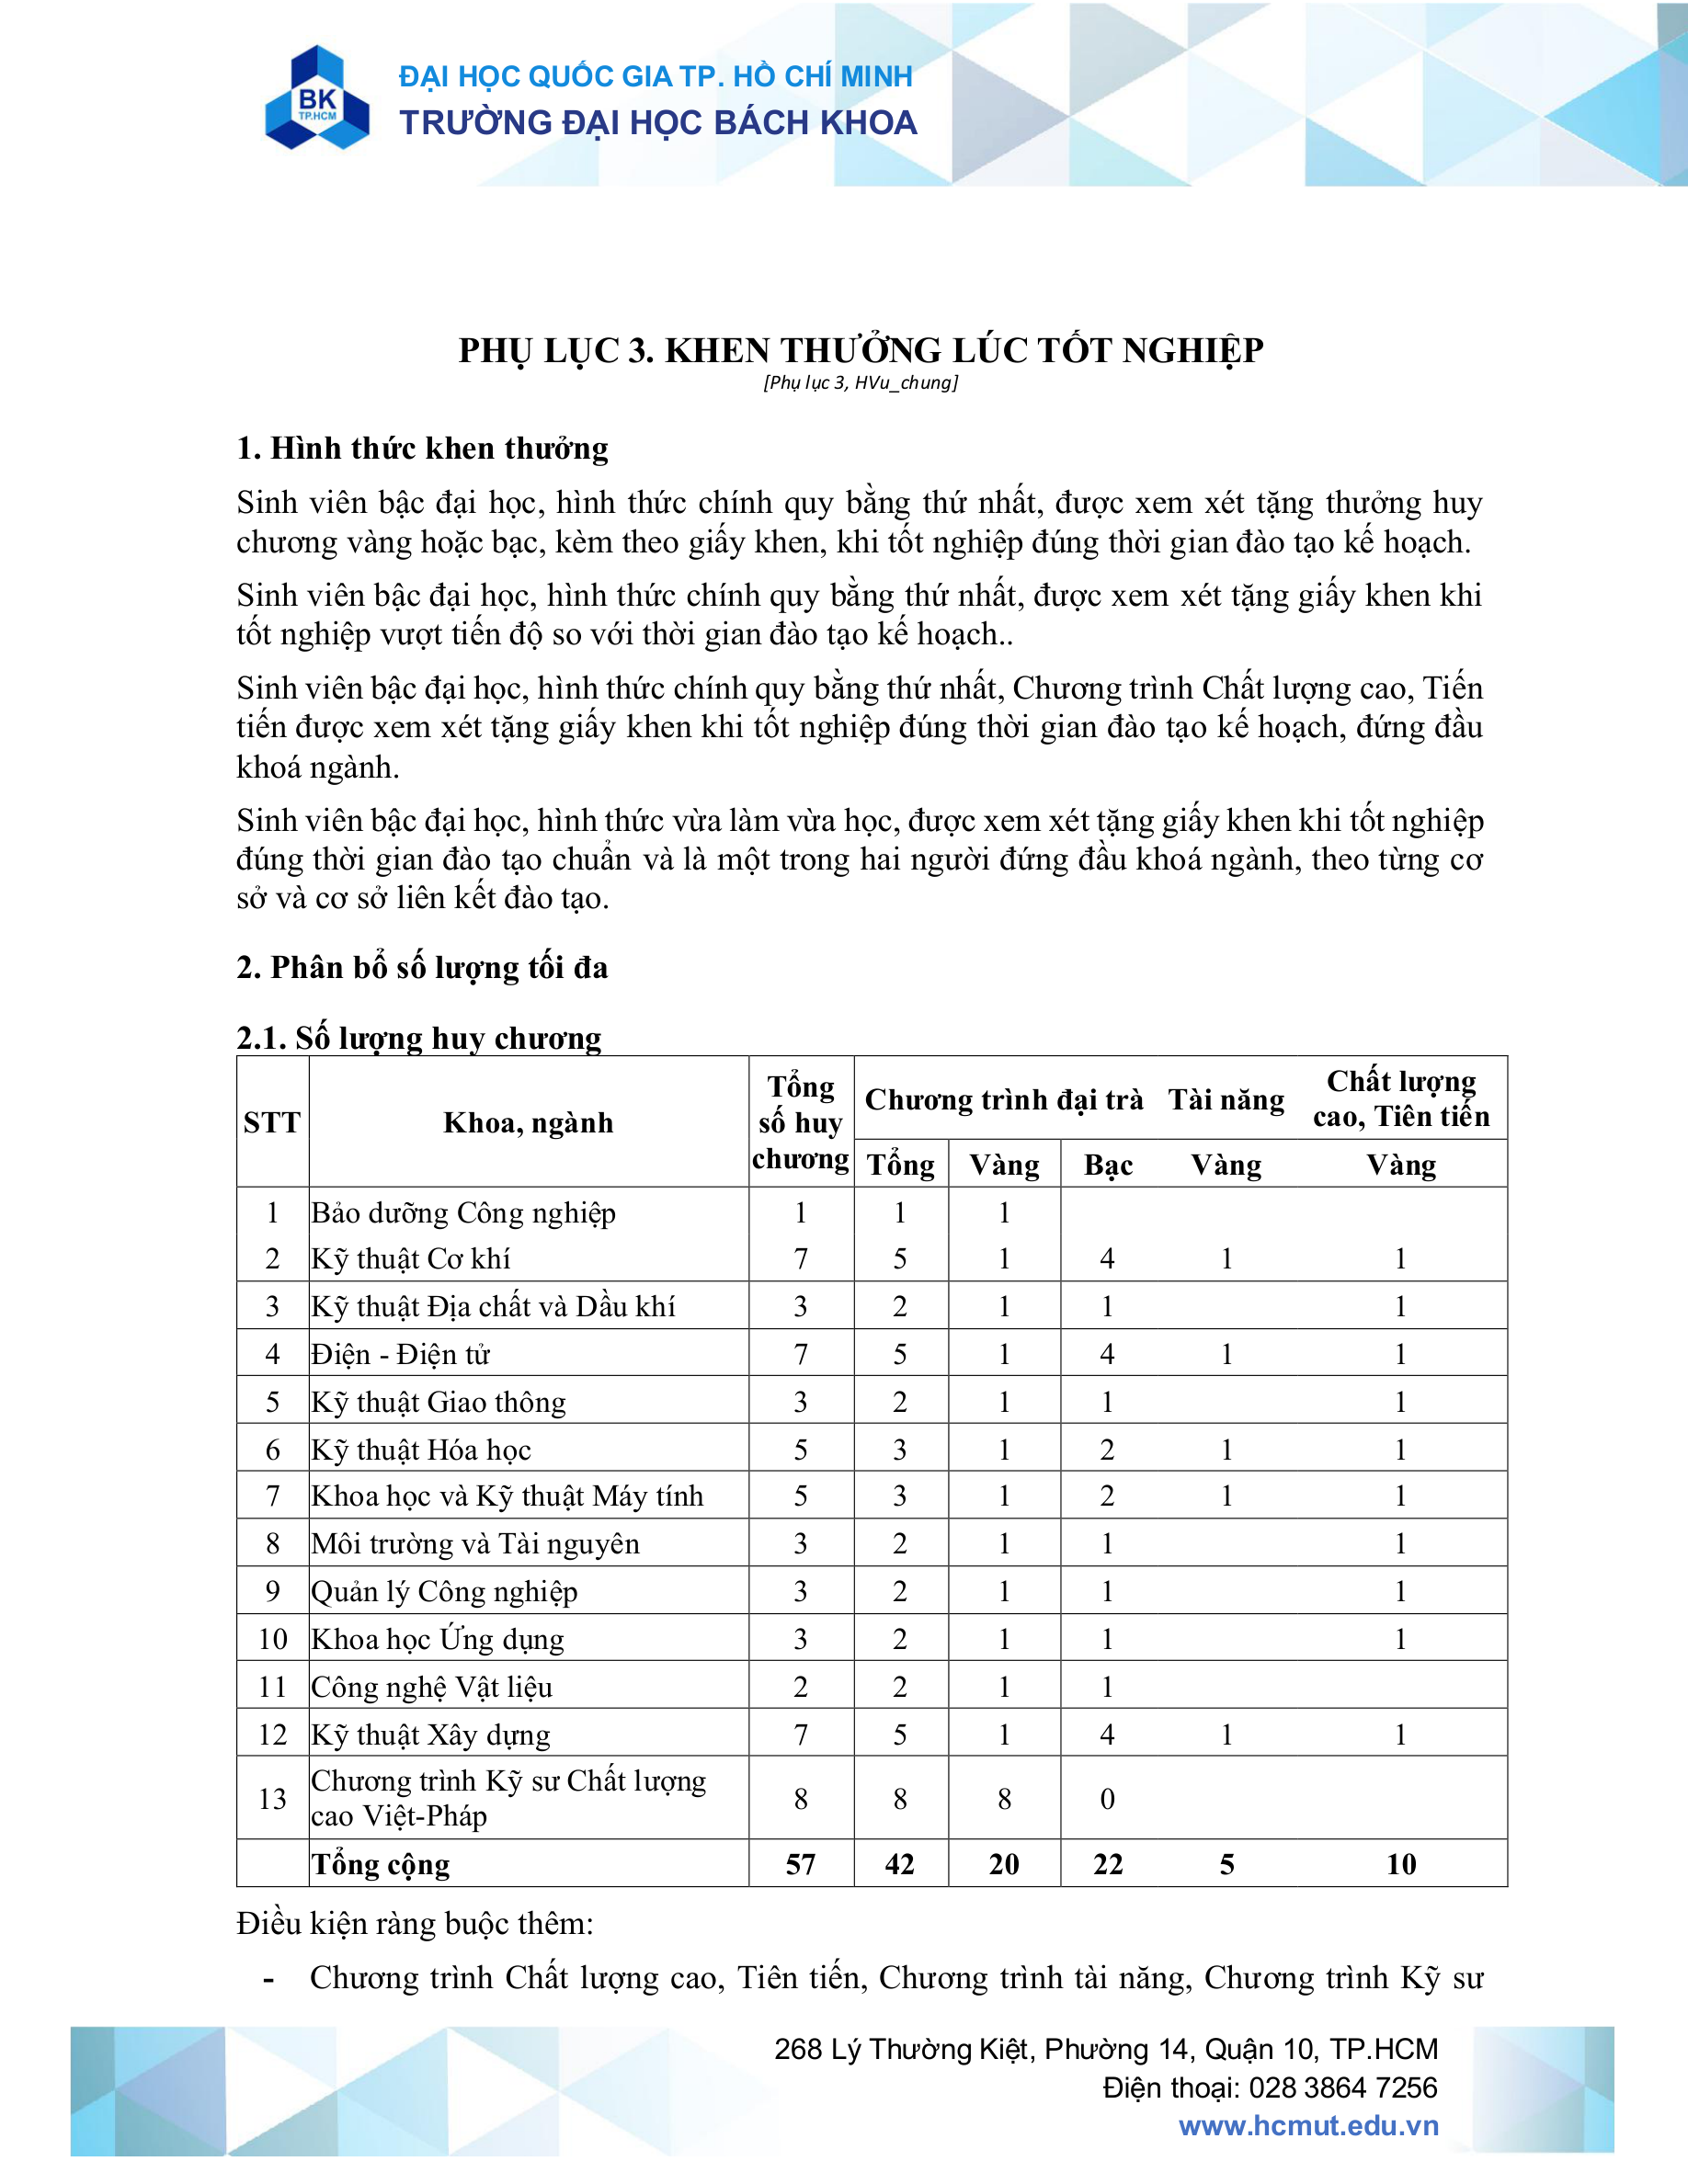 BK
TP.HCM
ĐẠI HỌC QUỐC GIA TP. HỒ CHÍ MINH
TRƯỜNG ĐẠI HỌC BÁCH KHOA
PHỤ LỤC 3. KHEN THƯỞNG LÚC TỐT NGHIỆP
[Phụ lục 3, HVu_chung]
1. Hình thức khen thưởng
Sinh viên bậc đại học, hình thức chính quy bằng thứ nhất, được xem xét tặng thưởng huy
chương vàng hoặc bạc, kèm theo giấy khen, khi tốt nghiệp đúng thời gian đào tạo kế hoạch.
Sinh viên bậc đại học, hình thức chính quy bằng thứ nhất, được xem xét tặng giấy khen khi
tốt nghiệp vượt tiến độ so với thời gian đào tạo kế hoạch..
Sinh viên bậc đại học, hình thức chính quy bằng thứ nhất, Chương trình Chất lượng cao, Tiến
tiến được xem xét tặng giấy khen khi tốt nghiệp đúng thời gian đào tạo kế hoạch, đứng đầu
khoá ngành.
Sinh viên bậc đại học, hình thức vừa làm vừa học, được xem xét tặng giấy khen khi tốt nghiệp
đúng thời gian đào tạo chuẩn và là một trong hai người đứng đầu khoá ngành, theo từng cơ
sở và cơ sở liên kết đào tạo.
2. Phân bổ số lượng tối đa
2.1. Số lượng huy chương
STT Khoa, ngành Tổng số huy chương Chương trình đại trà Tài năng Chất lượng cao, Tiên tiến
Tổng Vàng Bạc Vàng Vàng
1 Bảo dưỡng Công nghiệp 1 1 1
2 Kỹ thuật Cơ khí 7 5 1 4 1 1
3 Kỹ thuật Địa chất và Dầu khí 3 2 1 1 1
4 Điện - Điện tử 7 5 1 4 1 1
5 Kỹ thuật Giao thông 3 2 1 1 1
6 Kỹ thuật Hóa học 5 3 1 2 1 1
7 Khoa học và Kỹ thuật Máy tính 5 3 1 2 1 1
8 Môi trường và Tài nguyên 3 2 1 1 1
9 Quản lý Công nghiệp 3 2 1 1 1
10 Khoa học Ứng dụng 3 2 1 1 1
11 Công nghệ Vật liệu 2 2 1 1
12 Kỹ thuật Xây dựng 7 5 1 4 1 1
13 Chương trình Kỹ sư Chất lượng cao Việt-Pháp 8 8 8 0
Tổng cộng 57 42 20 22 5 10
Điều kiện ràng buộc thêm:
- Chương trình Chất lượng cao, Tiên tiến, Chương trình tài năng, Chương trình Kỹ sư
268 Lý Thường Kiệt, Phường 14, Quận 10, TP.HCM
Điện thoại: 028 3864 7256
www.hcmut.edu.vn